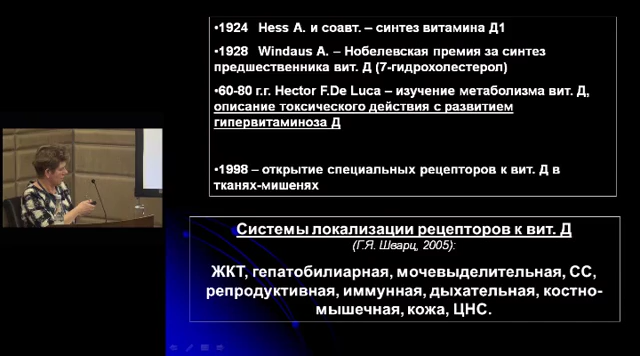 •1924 Hess A. и соавт. – синтез витамина Д1
•1928 Windaus A. – Нобелевская премия за синтез
предшественника вит. Д (7-гидрохолестерол)
•60-80 г.г. Hector F.De Luca – изучение метаболизма вит. Д,
описание токсического действия с развитием
гипервитаминоза Д
•1998 – открытие специальных рецепторов к вит. Д в
тканях-мишенях
Системы локализации рецепторов к вит. Д
(Г.Я. Шварц, 2005):
ЖКТ, гепатобилиарная, мочевыделительная, СС,
репродуктивная, иммунная, дыхательная, костно-
мышечная, кожа, ЦНС.